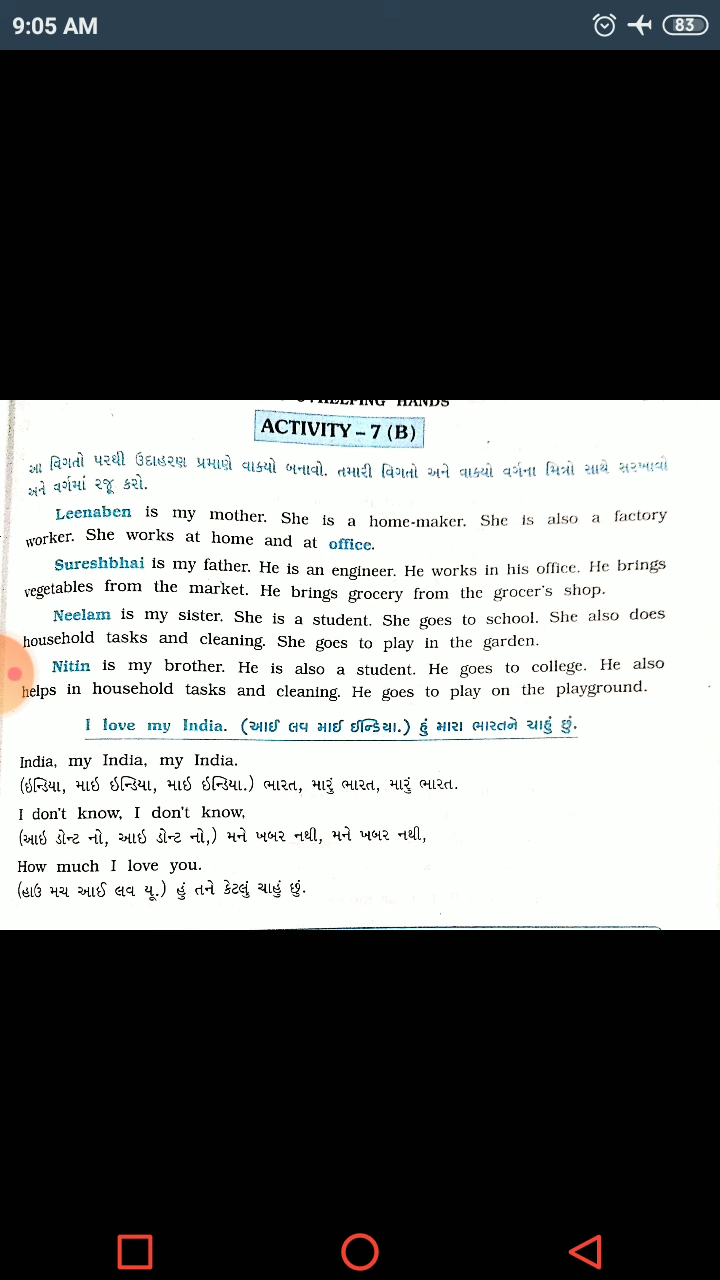 9:05 AM
83
HELPING HANDS
ACTIVITY – 7 (B)
આ વિગતો પરથી ઉદાહરણ પ્રમાણે વાક્યો બનાવો. તમારી વિગતો અને વાક્યો વર્ગના મિત્રો સાથે સરખાવો
અને વર્ગમાં રજૂ કરો.
Leenaben is my mother. She is a home-maker. She is also a factory
worker. She works at home and at office.
Sureshbhai is my father. He is an engineer. He works in his office. He brings
vegetables from the market. He brings grocery from the grocer's shop.
Neelam is my sister. She is a student. She goes to school. She also does
household tasks and cleaning. She goes to play in the garden.
Nitin is my brother. He is also a student. He goes to college. He also
helps in household tasks and cleaning. He goes to play on the playground.
I love my India. (આઈ લવ માઈ ઈન્ડિયા.) હું મારા ભારતને ચાહું છું.
India, my India, my India.
(ઇન્ડિયા, માઇ ઇન્ડિયા, માઇ ઇન્ડિયા.) ભારત, મારું ભારત, મારું ભારત.
I don't know, I don't know,
(આઇ ડોન્ટ નો, આઇ ડોન્ટ નો,) મને ખબર નથી, મને ખબર નથી,
How much I love you.
(હાઉ મચ આઈ લવ યૂ.) હું તને કેટલું ચાહું છું.